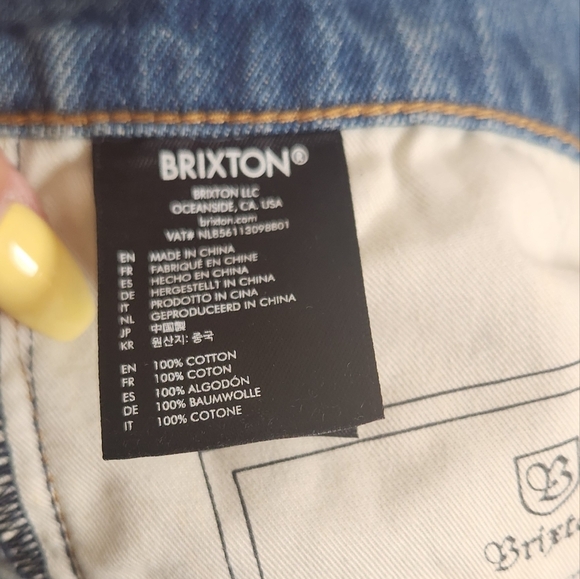 BRIXTON®
BRIXTON LLC
OCEANSIDE, CA. USA
brixton.com
VAT# NL856113098B01
EN MADE IN CHINA
FR FABRIQUÉ EN CHINE
ES HECHO EN CHINA
DE HERGESTELLT IN CHINA
IT PRODOTTO IN CINA
NL GEPRODUCEERD IN CHINA
JP 中国製
KR 원산지: 중국
EN 100% COTTON
FR 100% COTON
ES 100% ALGODÓN
DE 100% BAUMWOLLE
IT 100% COTONE
B